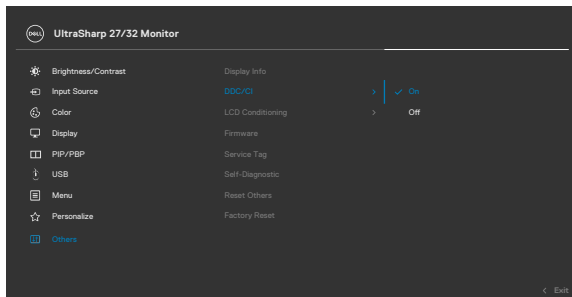 DELL
UltraSharp 27/32 Monitor
Brightness/Contrast
Input Source
Color
Display
PIP/PBP
USB
Menu
Personalize
Others
Display Info
DDC/CI
LCD Conditioning
Firmware
Service Tag
Self-Diagnostic
Reset Others
Factory Reset
On
Off
Exit